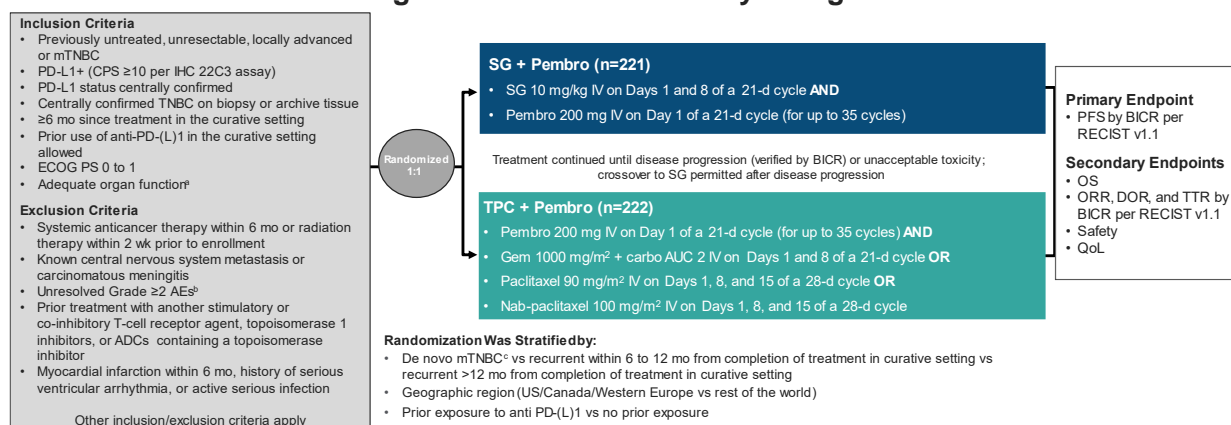 Inclusion Criteria
• Previously untreated, unresectable, locally advanced
or mTNBC
• PD-L1+ (CPS ≥10 per IHC 22C3 assay)
• PD-L1 status centrally confirmed
• Centrally confirmed TNBC on biopsy or archive tissue
• ≥6 mo since treatment in the curative setting
• Prior use of anti-PD-(L)1 in the curative setting
allowed
• ECOG PS 0 to 1
• Adequate organ functionᵃ
Exclusion Criteria
• Systemic anticancer therapy within 6 mo or radiation
therapy within 2 wk prior to enrollment
• Known central nervous system metastasis or
carcinomatous meningitis
• Unresolved Grade ≥2 AEsᵇ
• Prior treatment with another stimulatory or
co-inhibitory T-cell receptor agent, topoisomerase 1
inhibitors, or ADCs containing a topoisomerase
inhibitor
• Myocardial infarction within 6 mo, history of serious
ventricular arrhythmia, or active serious infection
Other inclusion/exclusion criteria apply
Randomized
1:1
SG + Pembro (n=221)
• SG 10 mg/kg IV on Days 1 and 8 of a 21-d cycle AND
• Pembro 200 mg IV on Day 1 of a 21-d cycle (for up to 35 cycles)
Treatment continued until disease progression (verified by BICR) or unacceptable toxicity;
crossover to SG permitted after disease progression
TPC + Pembro (n=222)
• Pembro 200 mg IV on Day 1 of a 21-d cycle (for up to 35 cycles) AND
• Gem 1000 mg/m² + carbo AUC 2 IV on Days 1 and 8 of a 21-d cycle OR
• Paclitaxel 90 mg/m² IV on Days 1, 8, and 15 of a 28-d cycle OR
• Nab-paclitaxel 100 mg/m² IV on Days 1, 8, and 15 of a 28-d cycle
Randomization Was Stratified by:
• De novo mTNBCᶜ vs recurrent within 6 to 12 mo from completion of treatment in curative setting vs
recurrent >12 mo from completion of treatment in curative setting
• Geographic region (US/Canada/Western Europe vs rest of the world)
• Prior exposure to anti PD-(L)1 vs no prior exposure
Primary Endpoint
• PFS by BICR per
RECIST v1.1
Secondary Endpoints
• OS
• ORR, DOR, and TTR by
BICR per RECIST v1.1
• Safety
• QoL